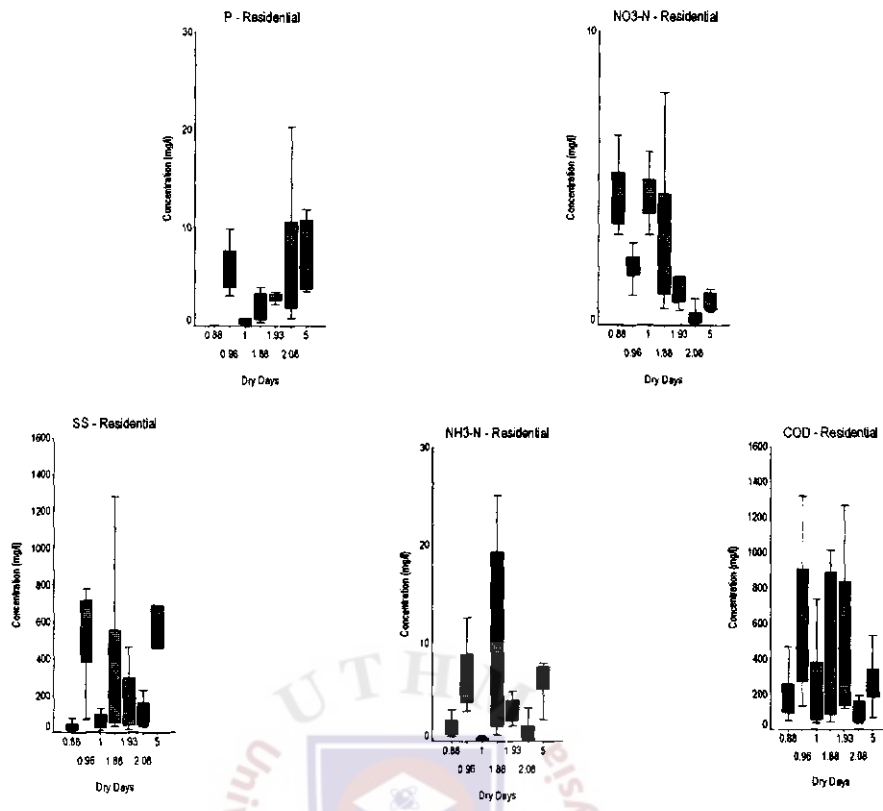 P - Residential
30
20
10
0
Concentration (mg/l)
0.88 1 1.93 5
0.96 1.88 2.08
Dry Days
NO3-N - Residential
10
0
Concentration (mg/l)
0.88 1 1.93 5
0.96 1.88 2.08
Dry Days
SS - Residential
1600
1400
1200
1000
800
600
400
200
0
Concentration (mg/l)
0.88 1 1.93 5
0.96 1.88 2.08
Dry Days
NH3-N - Residential
30
20
10
0
Concentration (mg/l)
0.88 1 1.93 5
0.96 1.88 2.08
Dry Days
COD - Residential
1600
1400
1200
1000
800
600
400
200
0
Concentration (mg/l)
0.88 1 1.93 5
0.96 1.88 2.08
Dry Days
UTHM